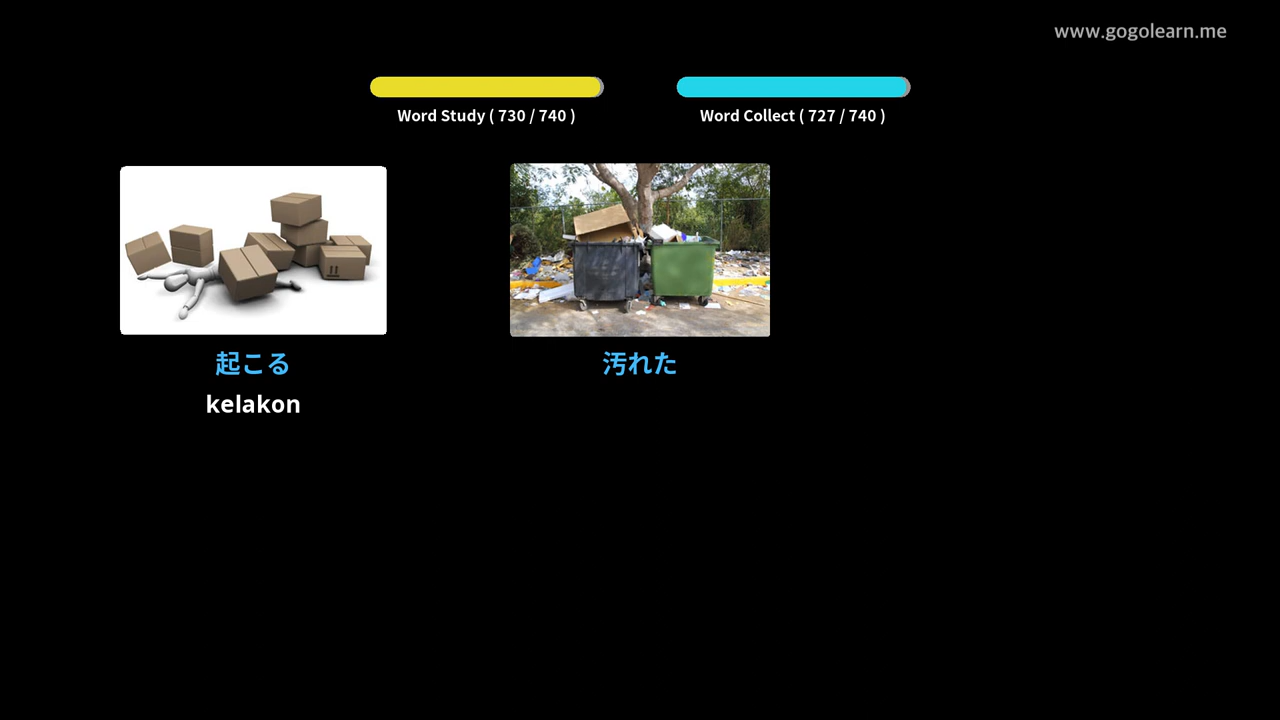 www.gogolearn.me
Word Study ( 730 / 740 )
Word Collect ( 727 / 740 )
起こる
汚れた
kelakon